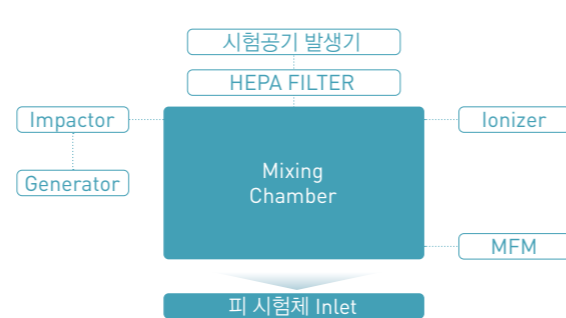 시험공기 발생기
HEPA FILTER
Impactor
Ionizer
Mixing
Chamber
Generator
MFM
피 시험체 Inlet